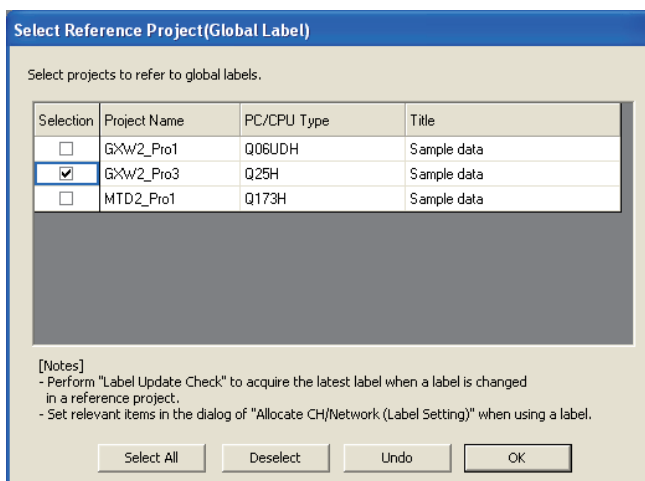 Select Reference Project(Global Label)
Select projects to refer to global labels.
Selection Project Name PC/CPU Type Title
GXW2_Pro1 Q06UDH Sample data
GXW2_Pro3 Q25H Sample data
MTD2_Pro1 Q173H Sample data
[Notes]
- Perform "Label Update Check" to acquire the latest label when a label is changed
in a reference project.
- Set relevant items in the dialog of "Allocate CH/Network (Label Setting)" when using a label.
Select All Deselect Undo OK